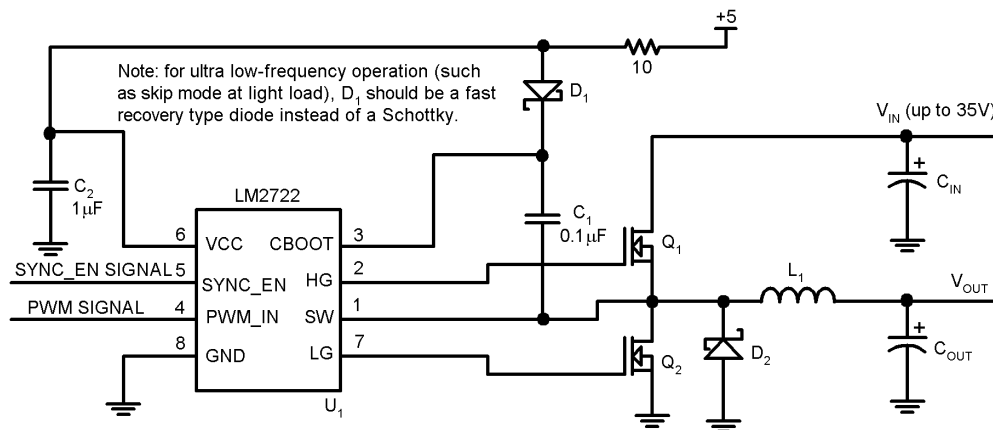 +5
10
Note: for ultra low-frequency operation (such
as skip mode at light load), D1 should be a fast
recovery type diode instead of a Schottky.
D1
VIN (up to 35V)
+
CIN
C2
1µF
LM2722
C1
0.1µF
6 VCC CBOOT 3
SYNC_EN SIGNAL 5 SYNC_EN HG 2
Q1
PWM SIGNAL 4 PWM_IN SW 1
L1
VOUT
8 GND LG 7
Q2
D2
+
COUT
U1